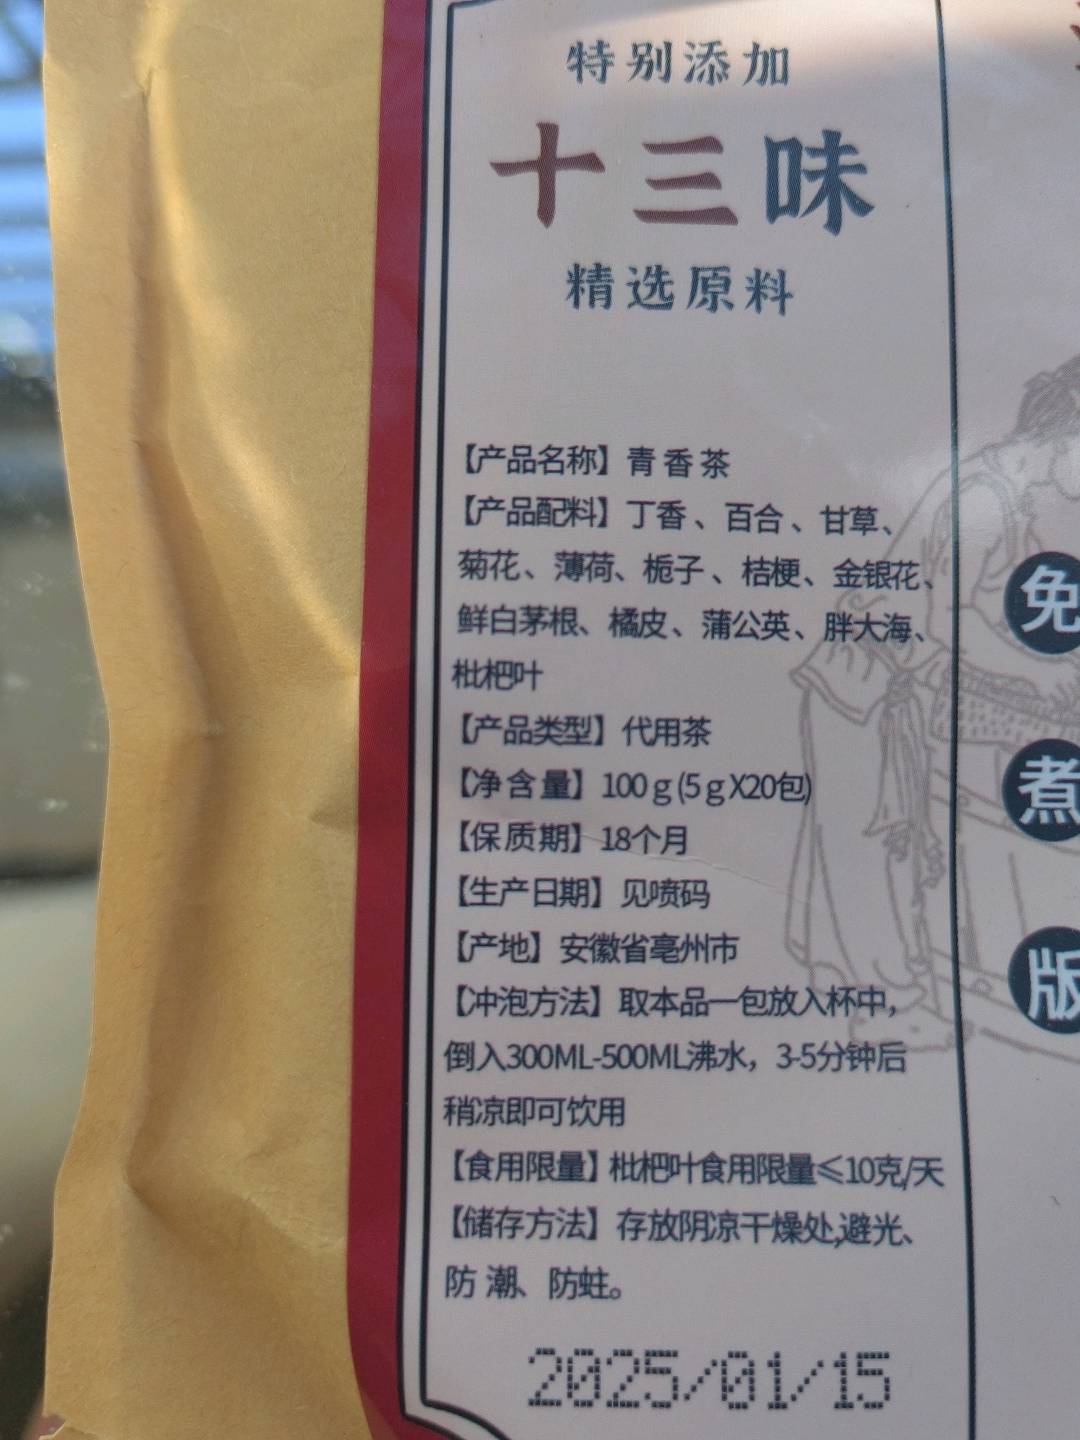 特别添加
十三味
精选原料
【产品名称】青香茶
【产品配料】丁香、百合、甘草、
菊花、薄荷、栀子、桔梗、金银花、
鲜白茅根、橘皮、蒲公英、胖大海、
枇杷叶
【产品类型】代用茶
【净含量】100g(5gX20包)
【保质期】18个月
【生产日期】见喷码
【产地】安徽省亳州市
【冲泡方法】取本品一包放入杯中，
倒入300ML-500ML沸水，3-5分钟后
稍凉即可饮用
【食用限量】枇杷叶食用限量≤10克/天
【储存方法】存放阴凉干燥处,避光、
防潮、防蛀。
2025/01/15
免
煮
版